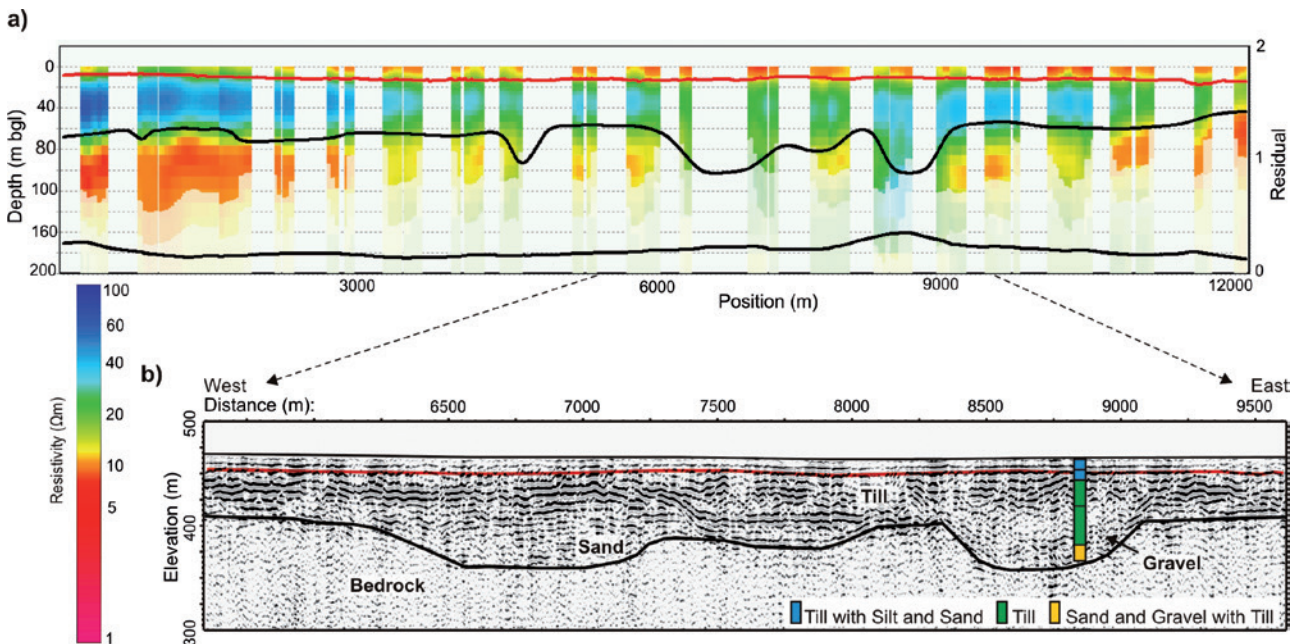 a)
2
0
40
80
100
160
200
Depth (m bgl)
1
Residual
0
3000
6000
9000
12000
Position (m)
100
60
40
20
10
5
1
Resistivity (Ωm)
b)
West
East
Distance (m):
6500
7000
7500
8000
8500
9000
9500
500
400
300
Elevation (m)
Till
Sand
Gravel
Bedrock
Till with Silt and Sand
Till
Sand and Gravel with Till